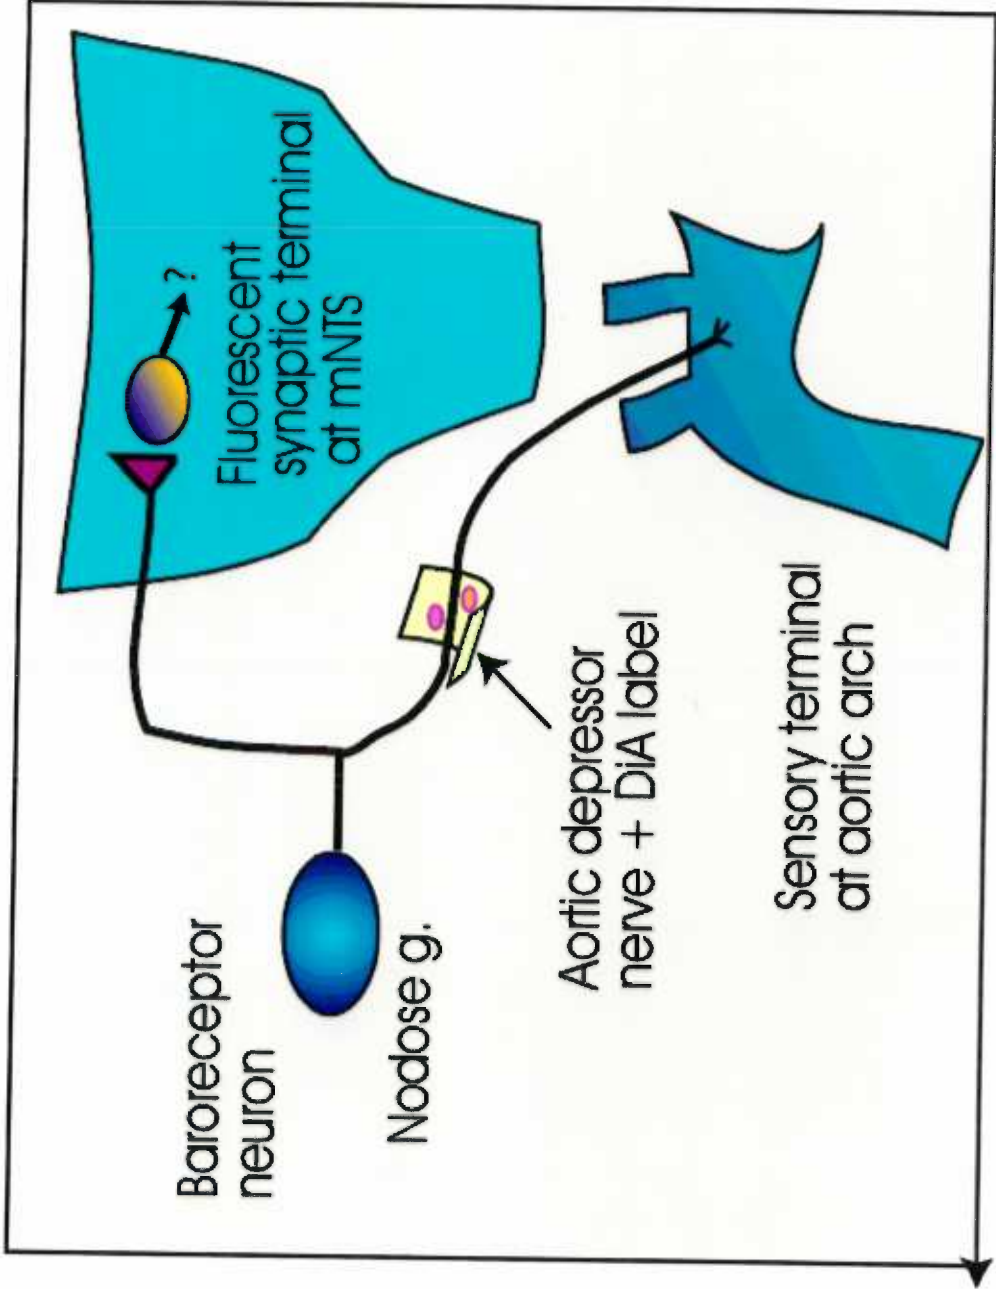 Baroreceptor
neuron
Nodose g.
Aortic depressor
nerve + DiA label
Sensory terminal
at aortic arch
?
Fluorescent
synaptic terminal
at mNTS